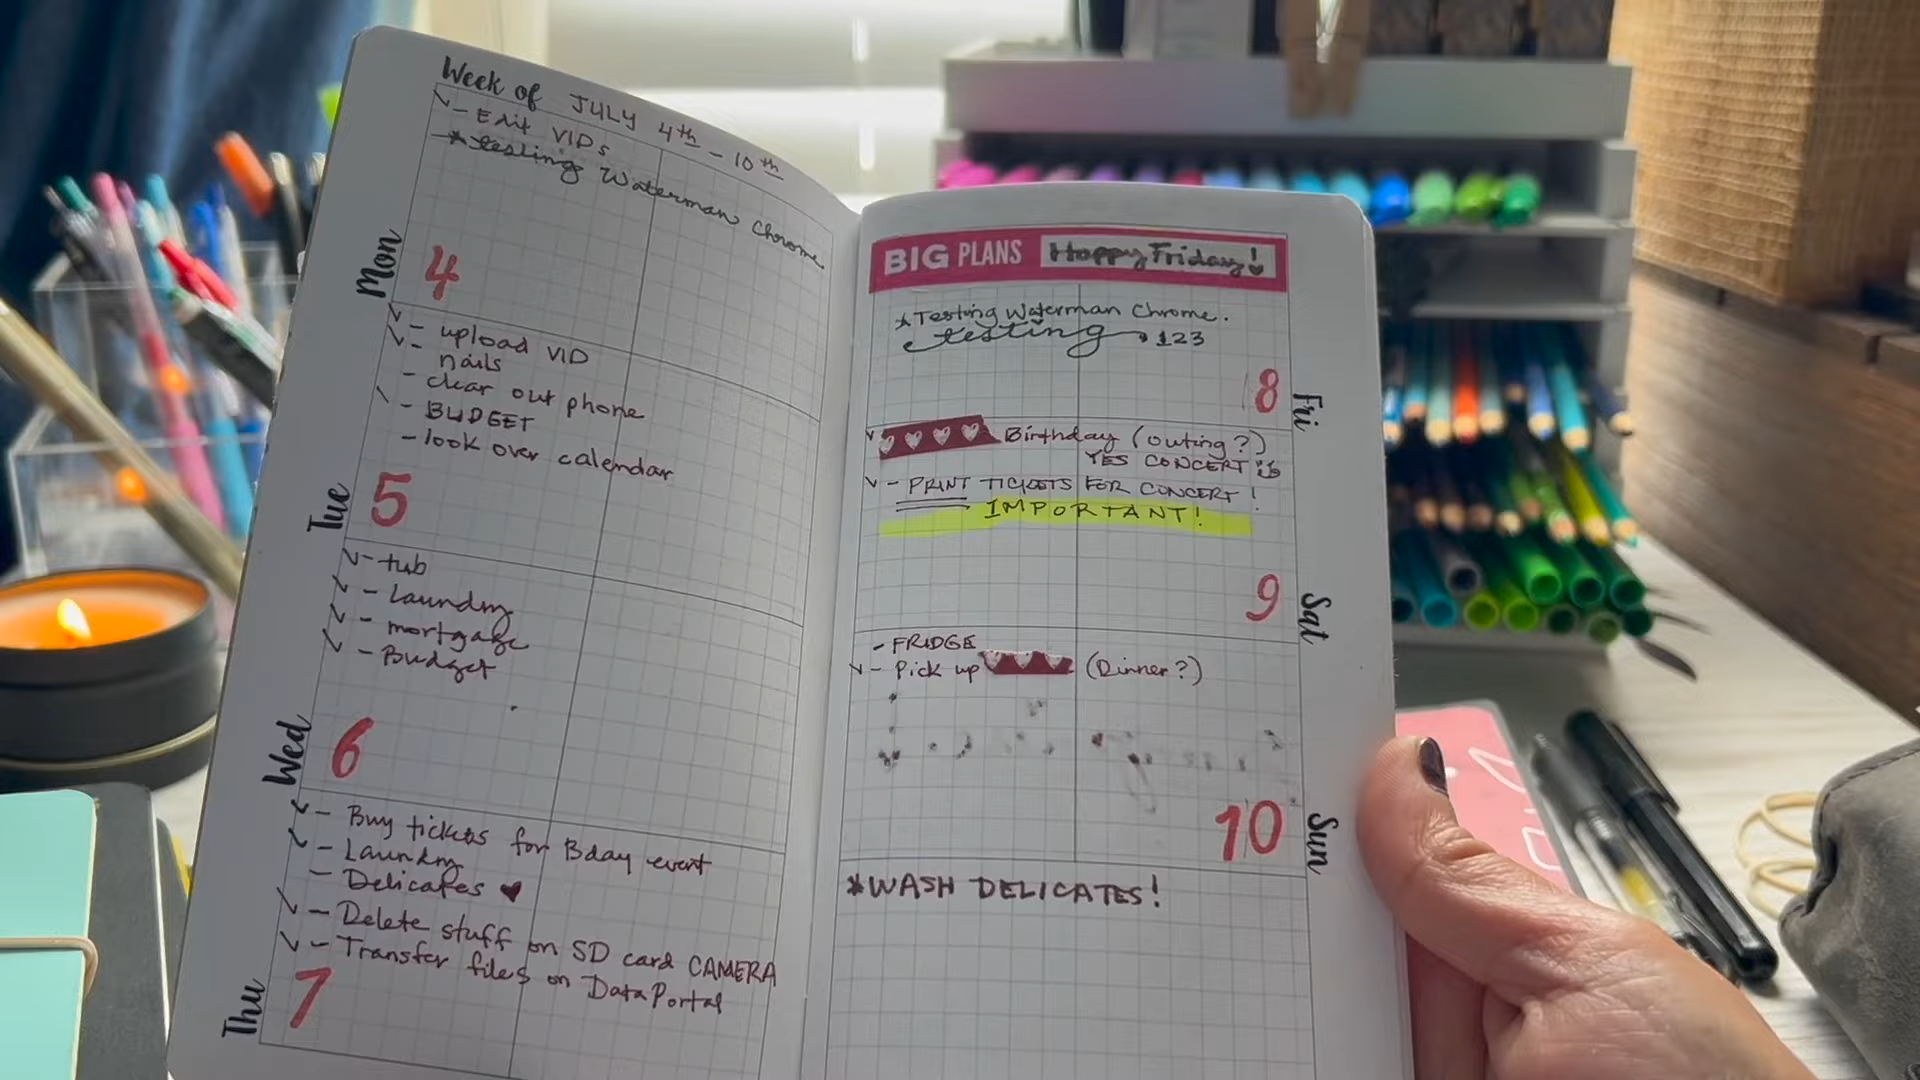 Week of JULY 4th - 10th
- Edit VIDs
* testing Waterman Chrome
Mon
4
- upload VID
- nails
- clear out phone
- BUDGET
- look over calendar
Tue
5
- tub
- Laundry
- mortgage
- Budget
Wed
6
- Buy tickets for Bday event
- Laundry
- Delicates ♥
- Delete stuff on SD card CAMERA
- Transfer files on DataPortal
Thu
7
BIG PLANS Happy Friday!
* Testing Waterman Chrome.
testing 123
8
Fri
Birthday (outing?)
YES CONCERT
- PRINT TICKETS FOR CONCERT!
IMPORTANT!
9
Sat
- FRIDGE
- Pick up (Dinner?)
10
Sun
*WASH DELICATES!